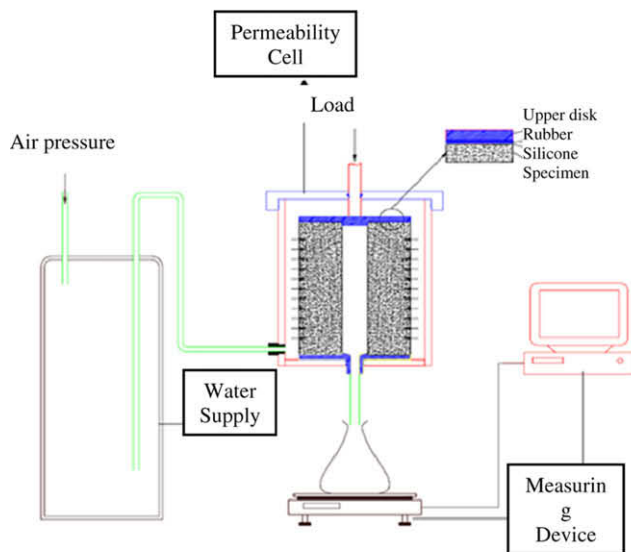 Permeability
Cell
Load
Air pressure
Upper disk
Rubber
Silicone
Specimen
Water
Supply
Measurin
g
Device